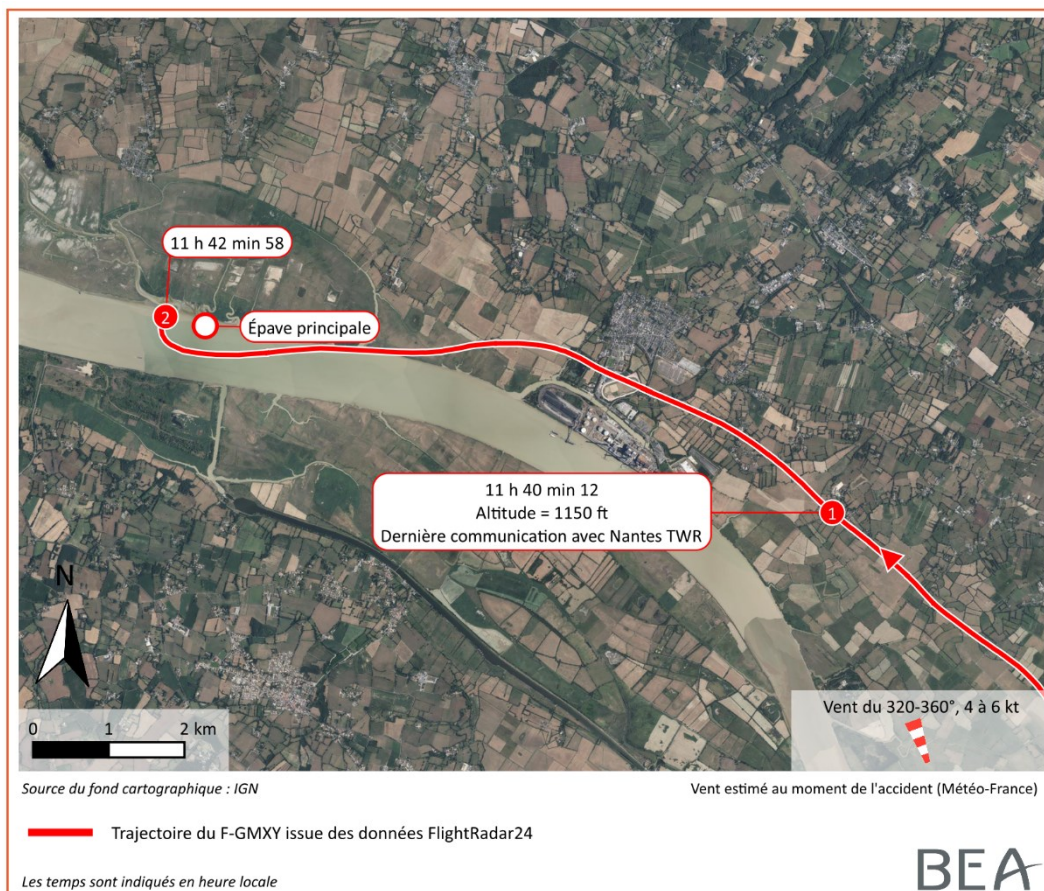 11 h 42 min 58
2
Épave principale
11 h 40 min 12
Altitude = 1150 ft
Dernière communication avec Nantes TWR
1
N
0 1 2 km
Vent du 320-360°, 4 à 6 kt
Source du fond cartographique : IGN
Vent estimé au moment de l'accident (Météo-France)
Trajectoire du F-GMXY issue des données FlightRadar24
Les temps sont indiqués en heure locale
BEA